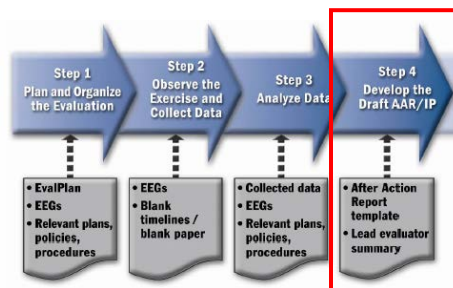 Step 1
Plan and Organize
the Evaluation
Step 2
Observe the
Exercise and
Collect Data
Step 3
Analyze Data
Step 4
Develop the
Draft AAR/IP
• EvalPlan
• EEGs
• Relevant plans,
policies,
procedures
• EEGs
• Blank
timelines /
blank paper
• Collected data
• EEGs
• Relevant plans,
policies,
procedures
• After Action
Report
template
• Lead evaluator
summary